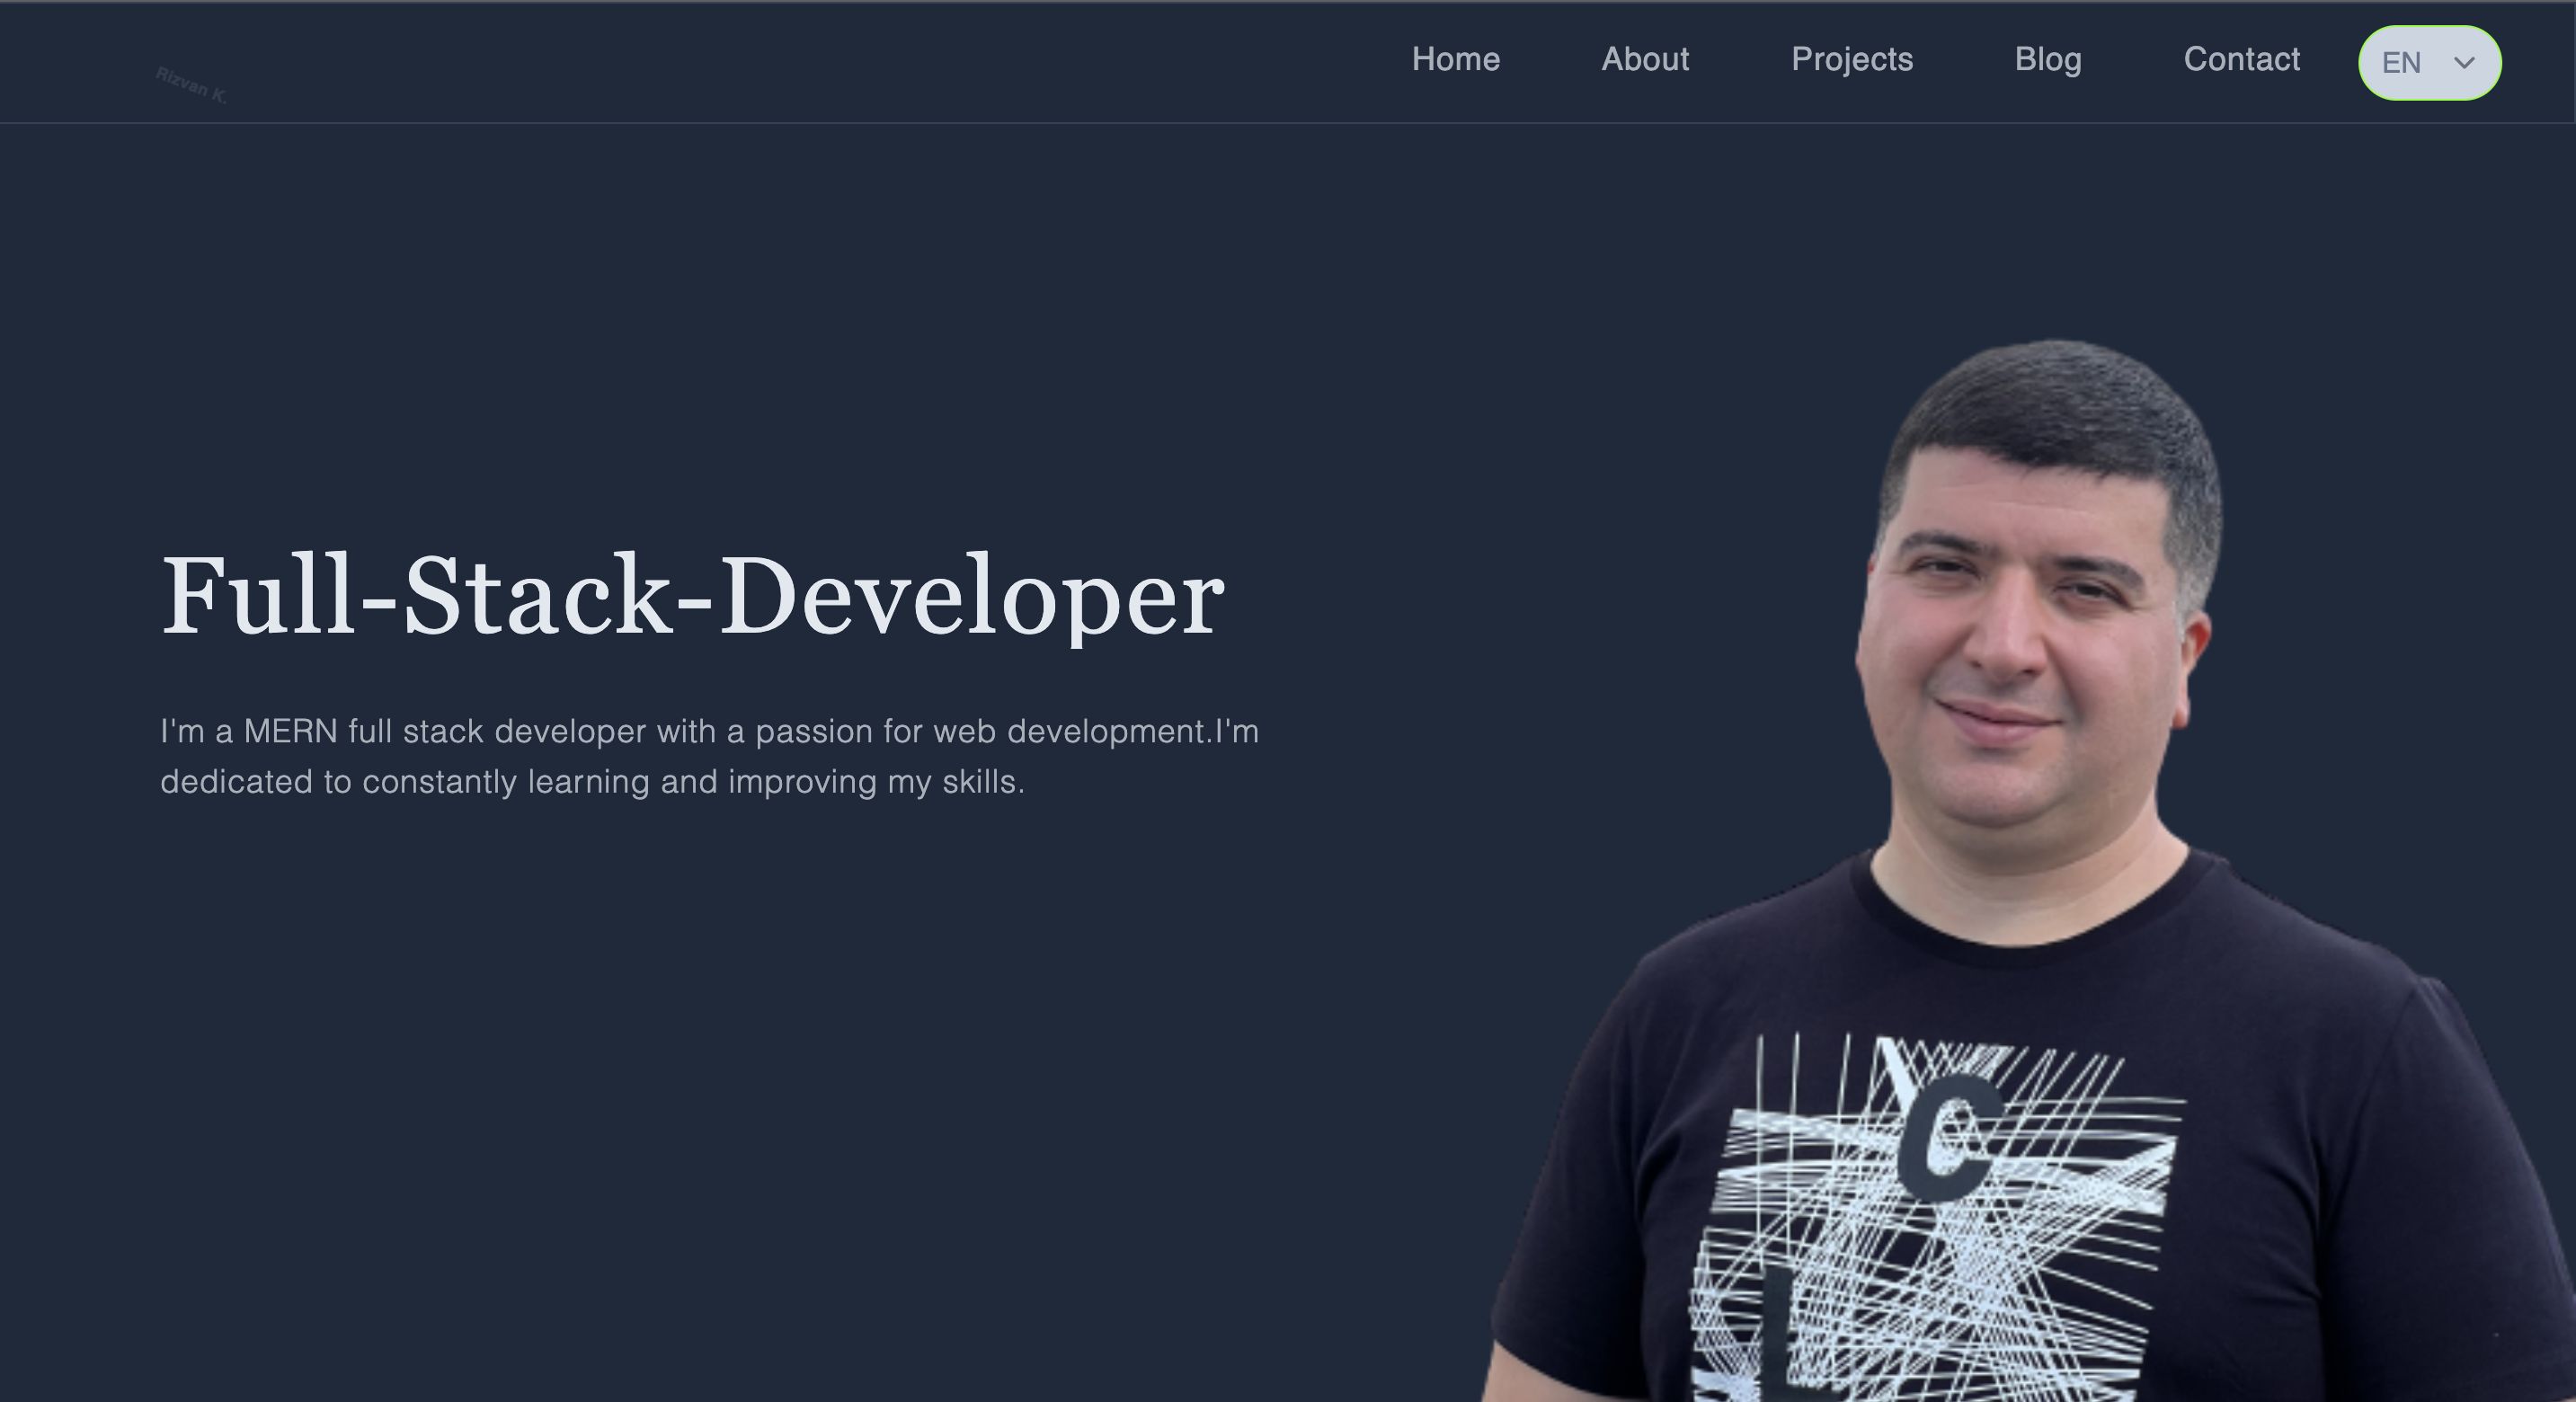 Rizvan K.
Home About Projects Blog Contact EN
Full-Stack-Developer
I'm a MERN full stack developer with a passion for web development.I'm
dedicated to constantly learning and improving my skills.
C
L